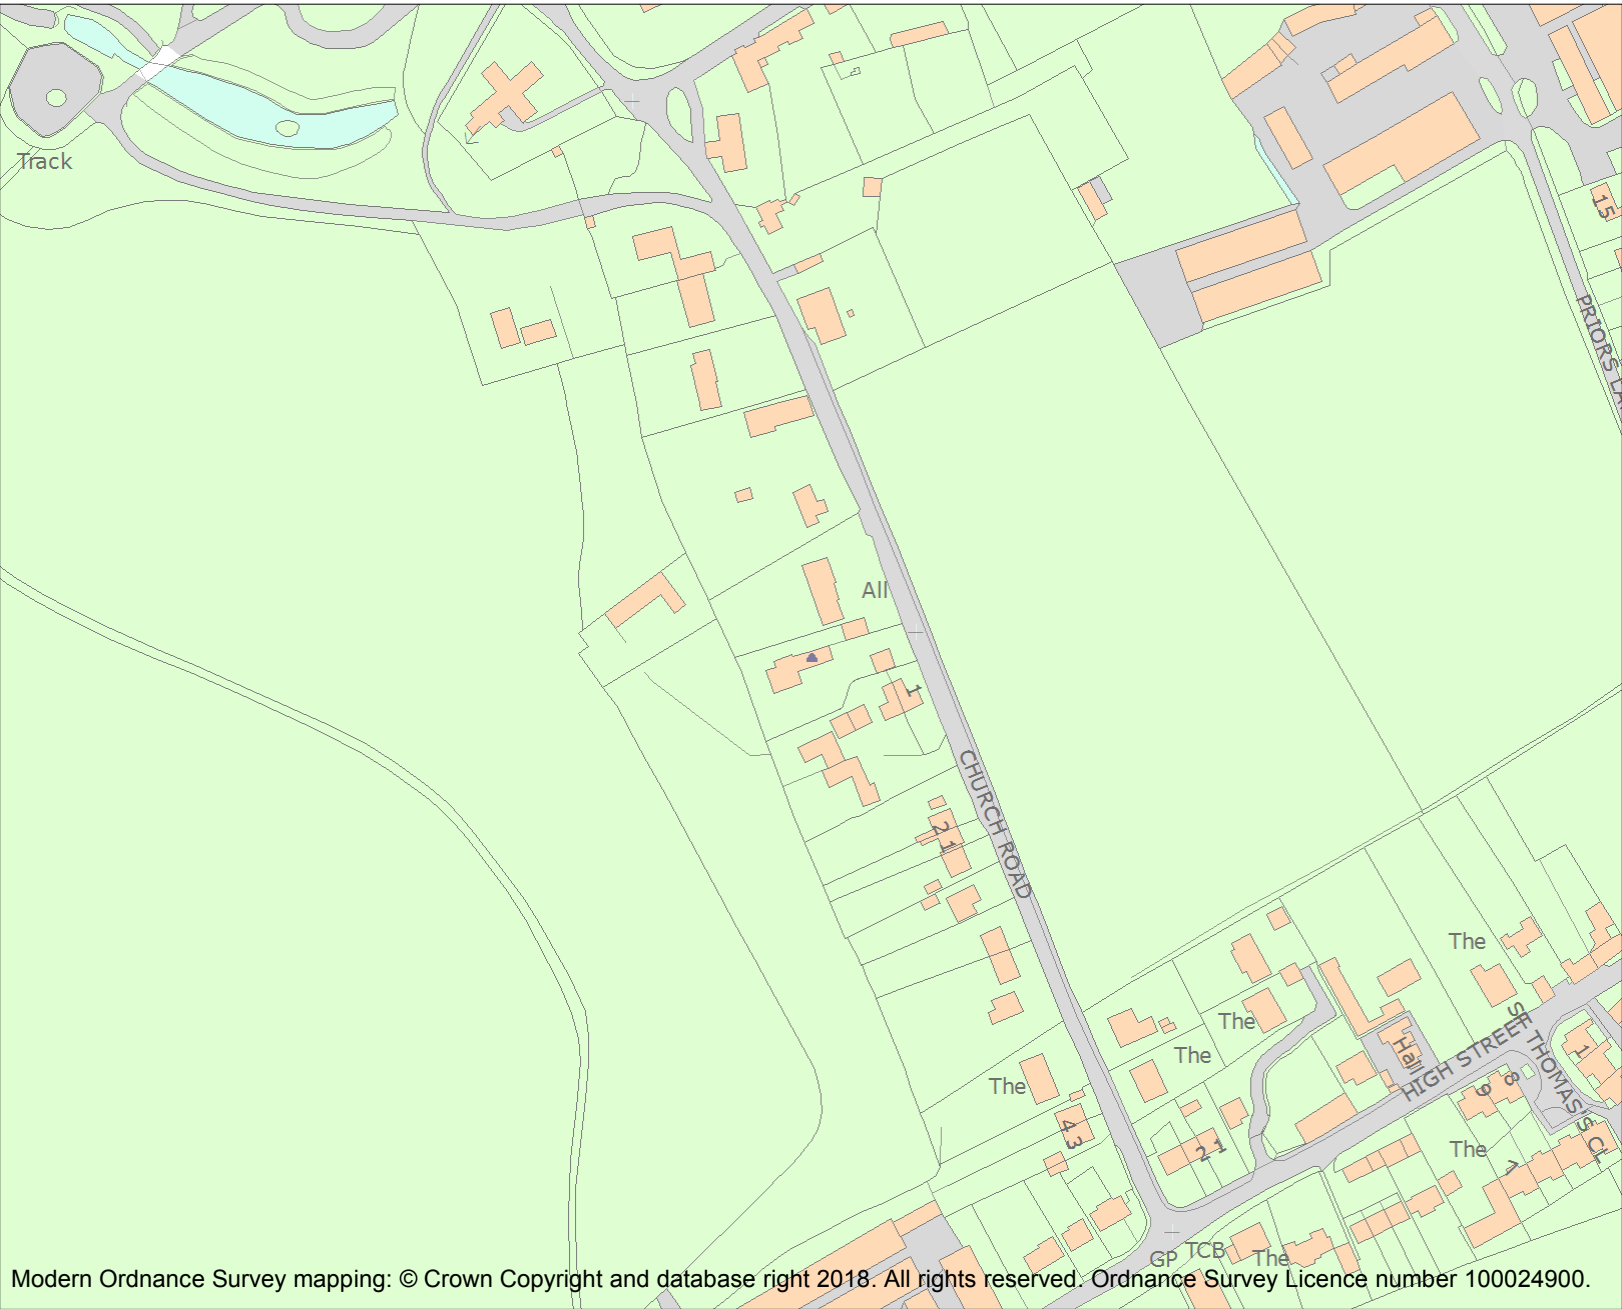 Track
15
PRIORS LA
All
1
CHURCH ROAD
2
1
The
The
The
The
Hall
HIGH STREET
ST THOMAS'S CL
1
9
8
4
3
2
1
The
7
GP
TCB
The
Modern Ordnance Survey mapping: © Crown Copyright and database right 2018. All rights reserved. Ordnance Survey Licence number 100024900.